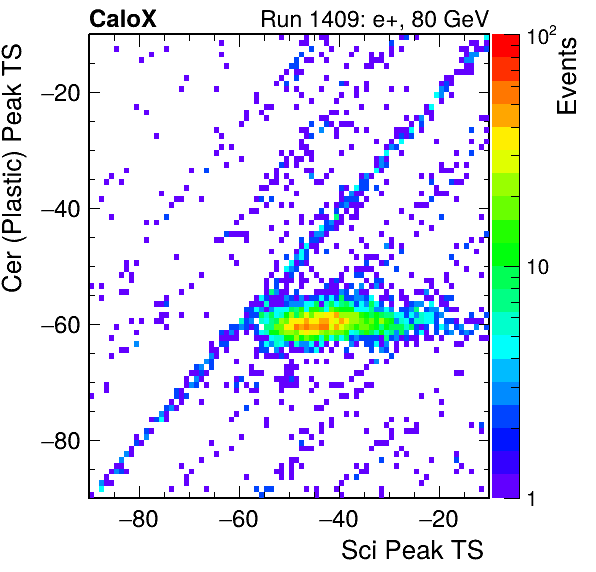 CaloX Run 1409: e+, 80 GeV
10²
Events
Cer (Plastic) Peak TS
−20
−40
−60
−80
10
1
−80 −60 −40 −20
Sci Peak TS